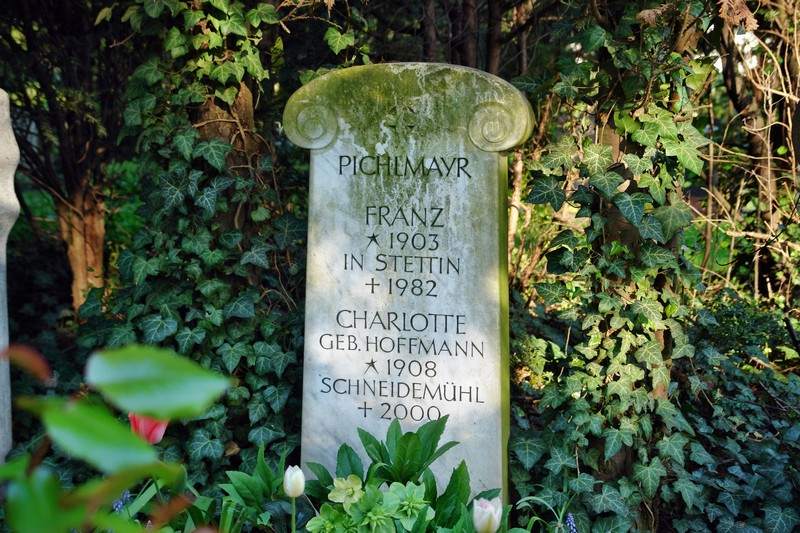 PICHLMAYR
FRANZ
* 1903
IN STETTIN
+ 1982
CHARLOTTE
GEB. HOFFMANN
* 1908
SCHNEIDEMÜHL
+ 2000